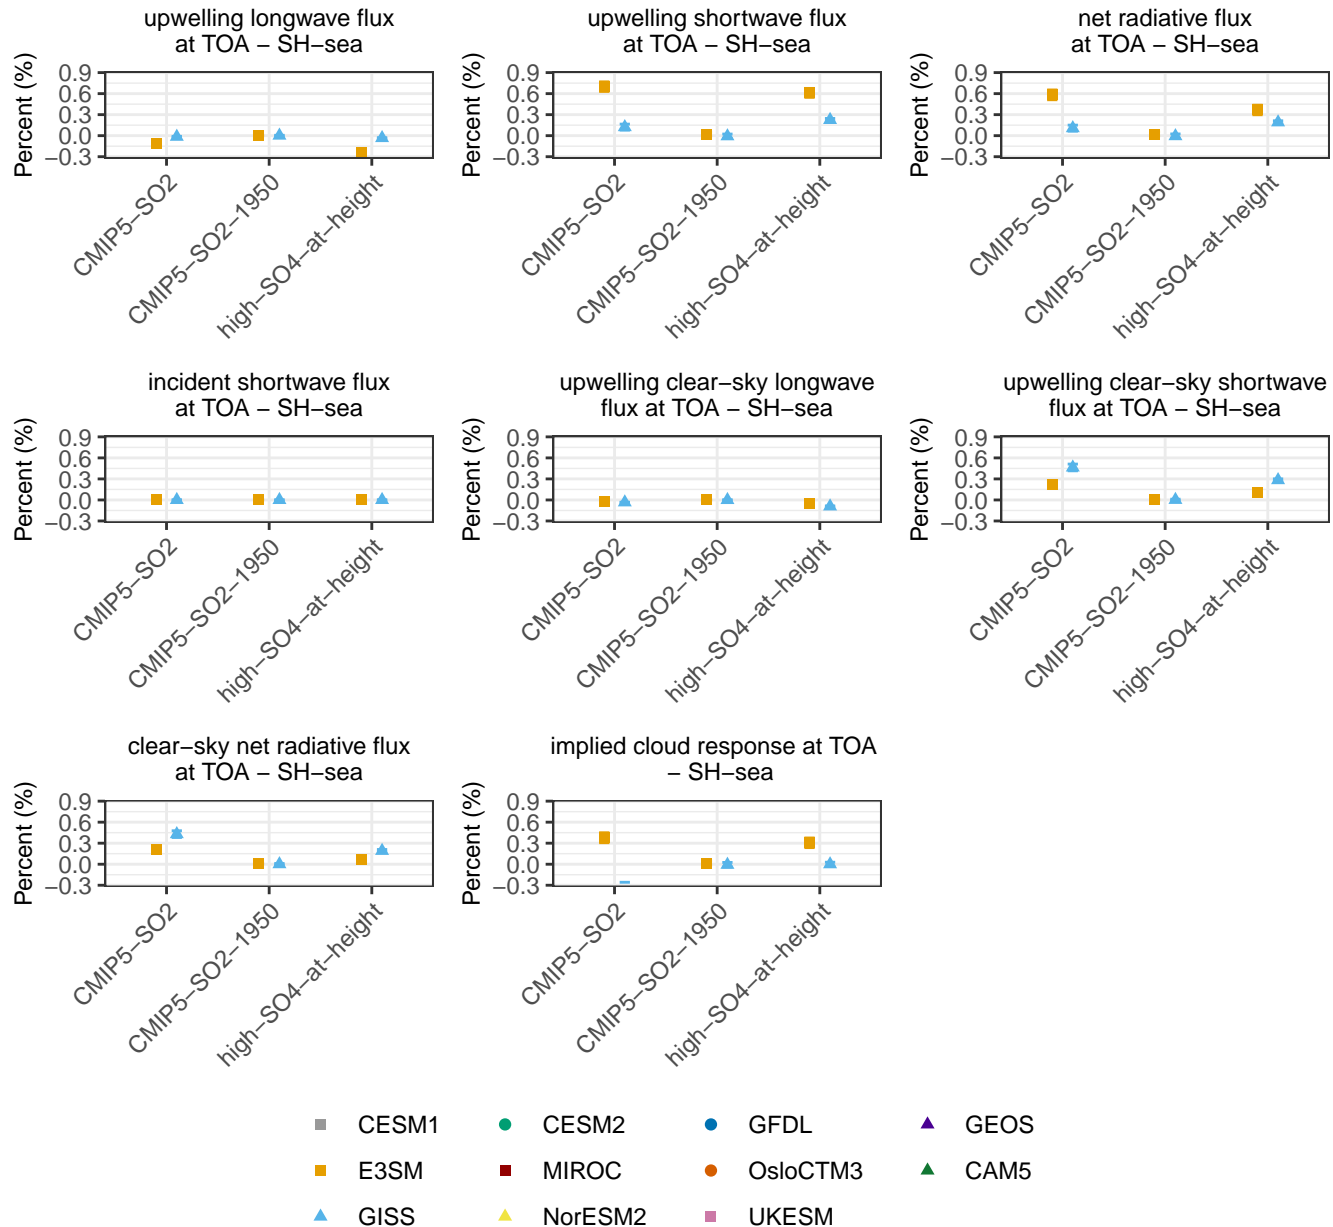 upwelling longwave flux
at TOA − SH−sea
Percent (%)
0.9
0.6
0.3
0.0
−0.3
CMIP5−SO2
CMIP5−SO2−1950
high−SO4−at−height
upwelling shortwave flux
at TOA − SH−sea
Percent (%)
0.9
0.6
0.3
0.0
−0.3
CMIP5−SO2
CMIP5−SO2−1950
high−SO4−at−height
net radiative flux
at TOA − SH−sea
Percent (%)
0.9
0.6
0.3
0.0
−0.3
CMIP5−SO2
CMIP5−SO2−1950
high−SO4−at−height
incident shortwave flux
at TOA − SH−sea
Percent (%)
0.9
0.6
0.3
0.0
−0.3
CMIP5−SO2
CMIP5−SO2−1950
high−SO4−at−height
upwelling clear−sky longwave
flux at TOA − SH−sea
Percent (%)
0.9
0.6
0.3
0.0
−0.3
CMIP5−SO2
CMIP5−SO2−1950
high−SO4−at−height
upwelling clear−sky shortwave
flux at TOA − SH−sea
Percent (%)
0.9
0.6
0.3
0.0
−0.3
CMIP5−SO2
CMIP5−SO2−1950
high−SO4−at−height
clear−sky net radiative flux
at TOA − SH−sea
Percent (%)
0.9
0.6
0.3
0.0
−0.3
CMIP5−SO2
CMIP5−SO2−1950
high−SO4−at−height
implied cloud response at TOA
− SH−sea
Percent (%)
0.9
0.6
0.3
0.0
−0.3
CMIP5−SO2
CMIP5−SO2−1950
high−SO4−at−height
CESM1 CESM2 GFDL GEOS
E3SM MIROC OsloCTM3 CAM5
GISS NorESM2 UKESM